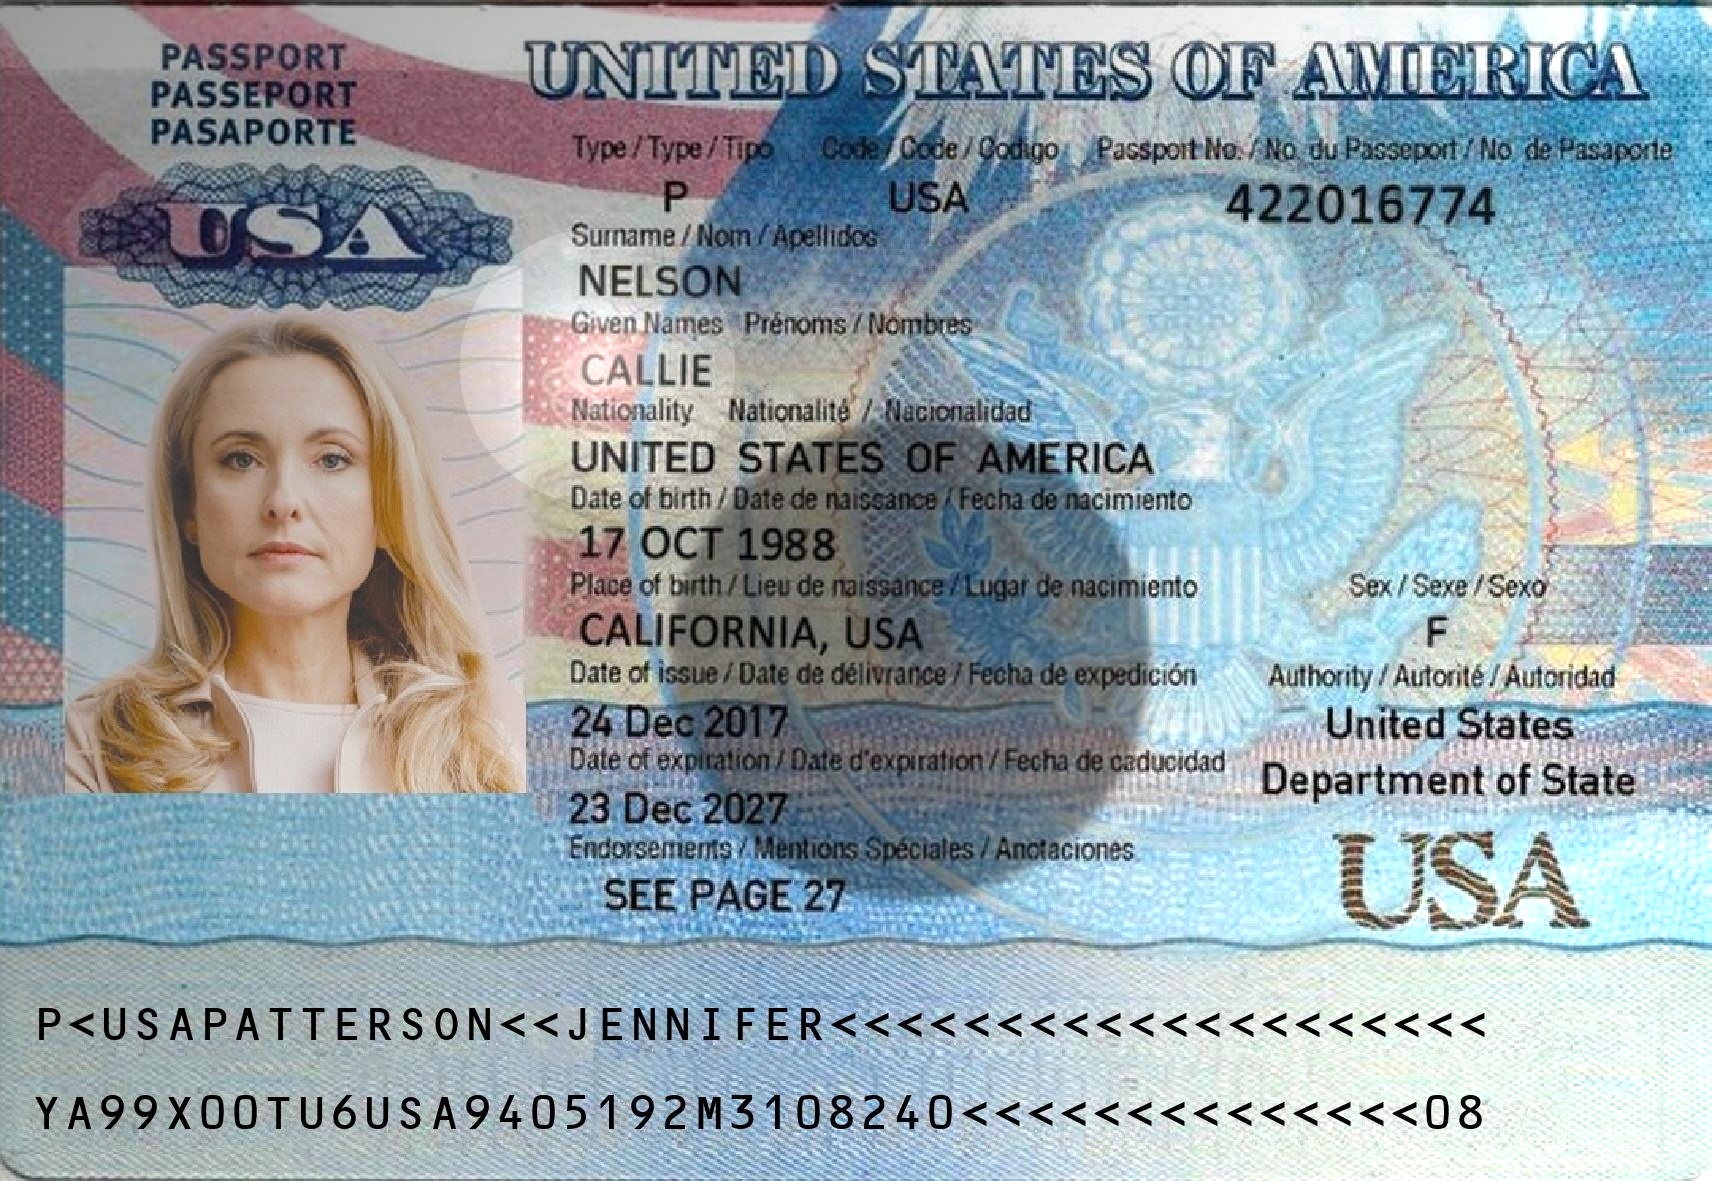 PASSPORT
PASSEPORT
PASAPORTE
USA
UNITED STATES OF AMERICA
Type / Type / Tipo Code / Code / Codigo Passport No. / No. du Passeport / No de Pasaporte
P USA 422016774
Surname / Nom / Apellidos
NELSON
Given Names Prénoms / Nombres
CALLIE
Nationality Nationalité / Nacionalidad
UNITED STATES OF AMERICA
Date of birth / Date de naissance / Fecha de nacimiento
17 OCT 1988
Place of birth / Lieu de naissance / Lugar de nacimiento Sex / Sexe / Sexo
CALIFORNIA, USA F
Date of issue / Date de délivrance / Fecha de expedición Authority / Autorité / Autoridad
24 Dec 2017 United States
Date of expiration / Date d'expiration / Fecha de caducidad Department of State
23 Dec 2027
Endorsements / Mentions Spéciales / Anotaciones
SEE PAGE 27 USA
P<USAPATTERSON<<JENNIFER<<<<<<<<<<<<<<<<<<<<
YA99X00TU6USA9405192M3108240<<<<<<<<<<<<<<08